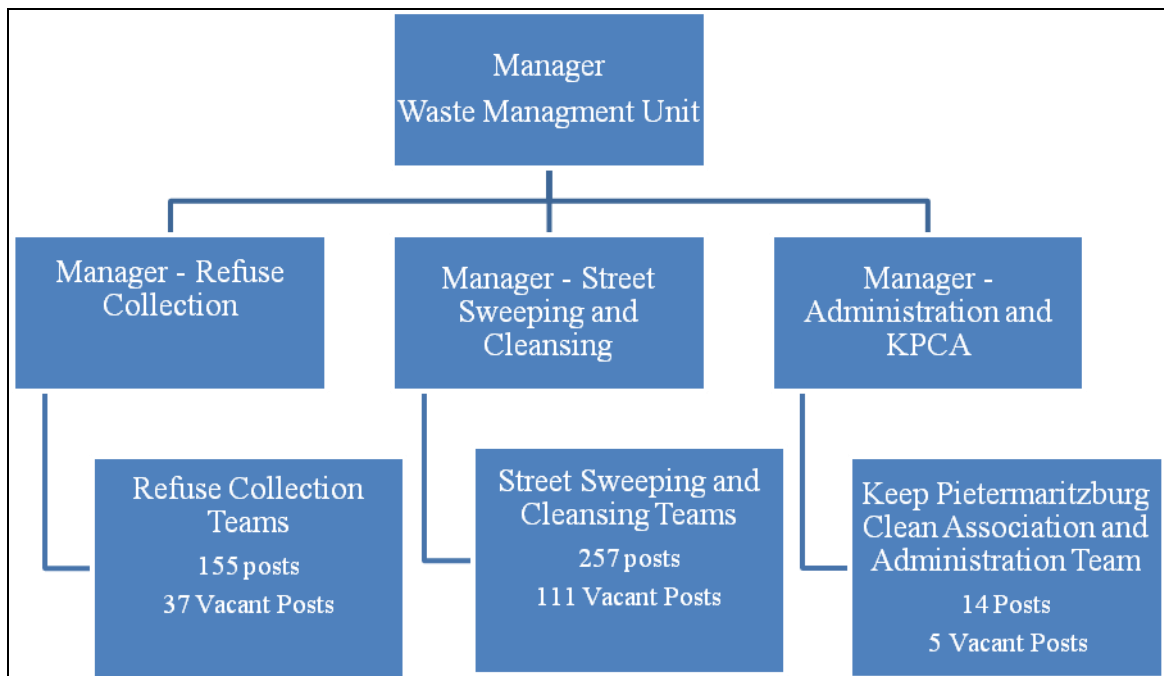 Manager
Waste Managment Unit
Manager - Refuse
Collection
Manager - Street
Sweeping and
Cleansing
Manager -
Administration and
KPCA
Refuse Collection
Teams
155 posts
37 Vacant Posts
Street Sweeping and
Cleansing Teams
257 posts
111 Vacant Posts
Keep Pietermaritzburg
Clean Association and
Administration Team
14 Posts
5 Vacant Posts